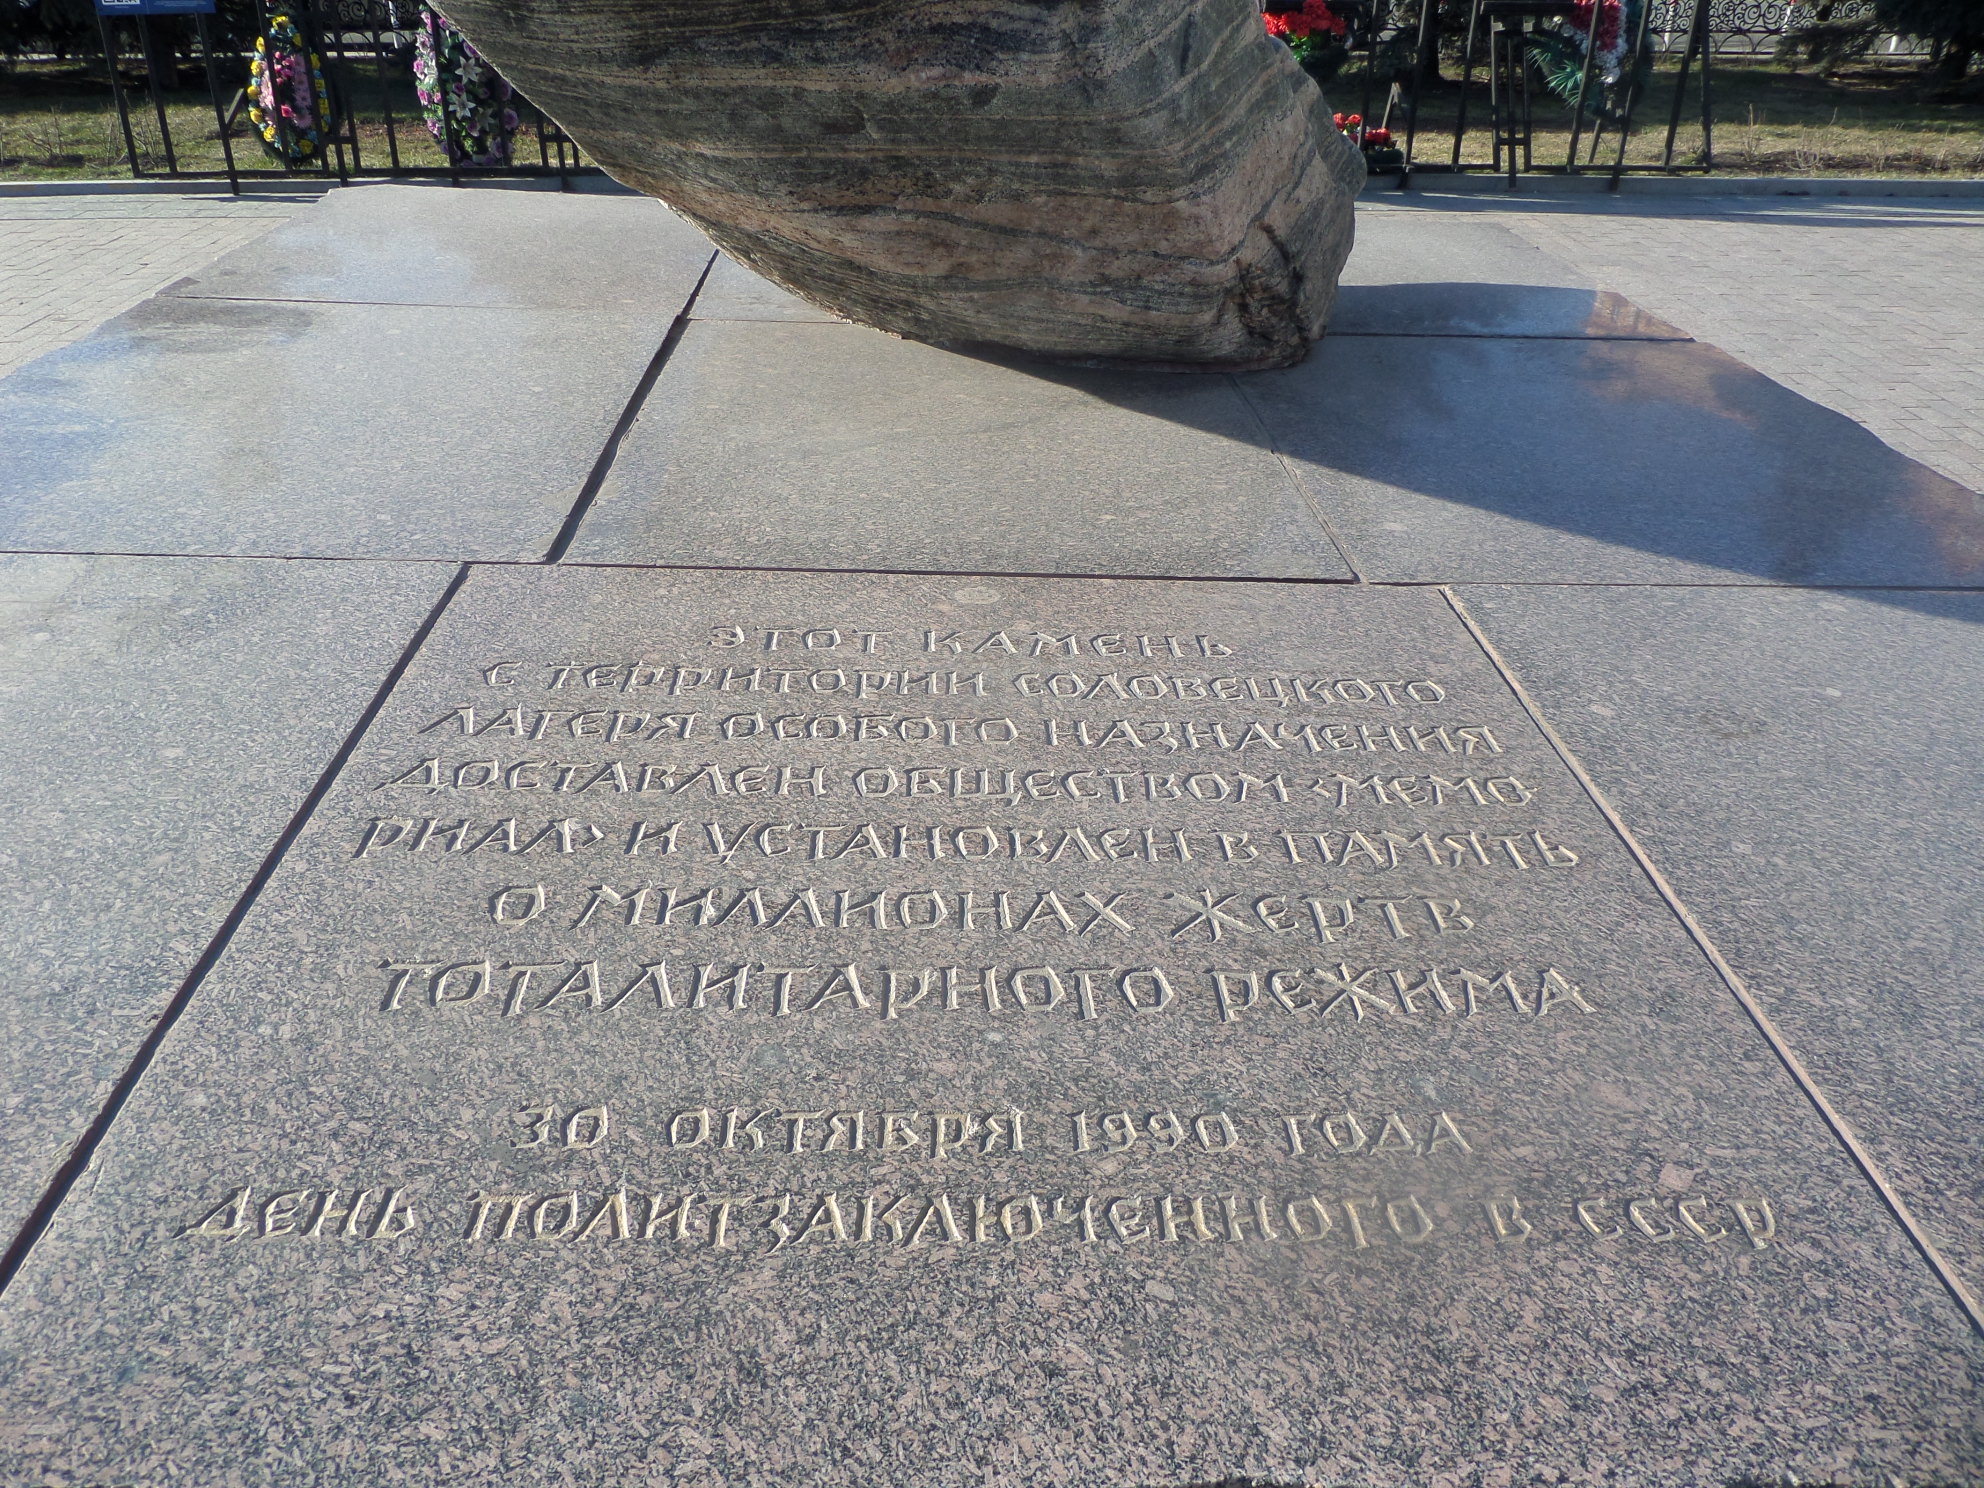 ЭТОТ КАМЕНЬ
С ТЕРРИТОРИИ СОЛОВЕЦКОГО
ЛАГЕРЯ ОСОБОГО НАЗНАЧЕНИЯ
ДОСТАВЛЕН ОБЩЕСТВОМ ‹МЕМО-
РИАЛ› И УСТАНОВЛЕН В ПАМЯТЬ
О МИЛЛИОНАХ ЖЕРТВ
ТОТАЛИТАРНОГО РЕЖИМА
30 ОКТЯБРЯ 1990 ГОДА
ДЕНЬ ПОЛИТЗАКЛЮЧЕННОГО В СССР